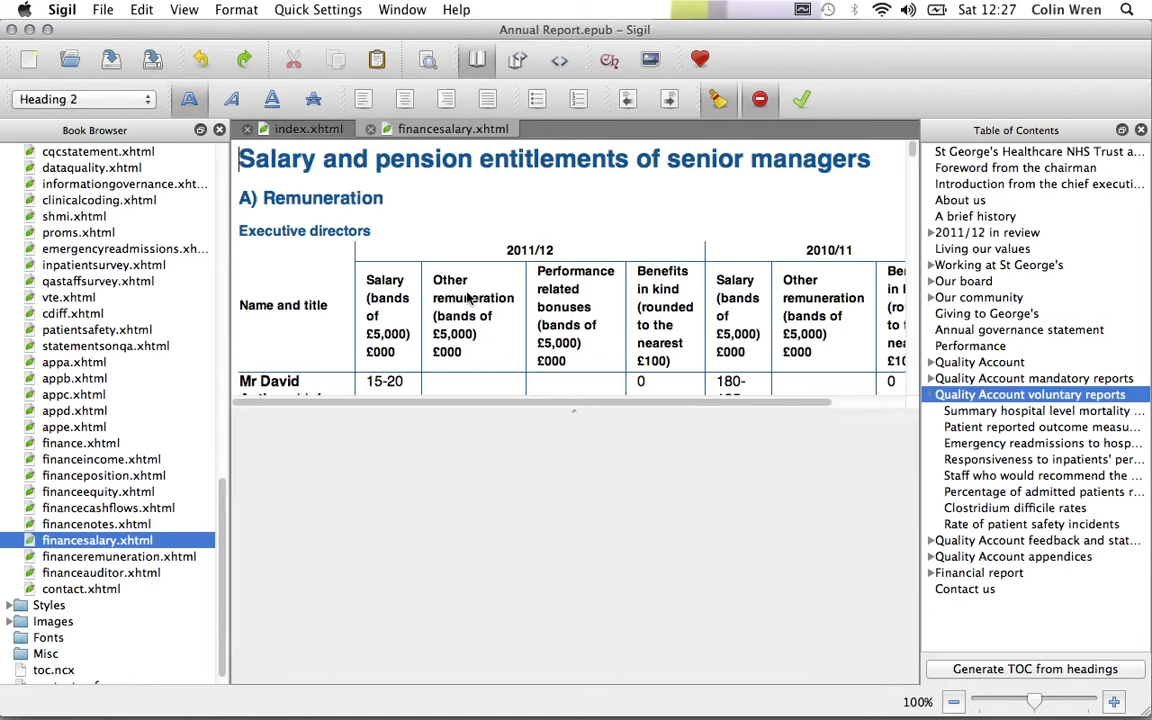 Sigil File Edit View Format Quick Settings Window Help Sat 12:27 Colin Wren
Annual Report.epub - Sigil
Heading 2
Book Browser
index.xhtml
financesalary.xhtml
Table of Contents
cqcstatement.xhtml
dataquality.xhtml
informationgovernance.xht...
clinicalcoding.xhtml
shmi.xhtml
proms.xhtml
emergencyreadmissions.xh...
inpatientsurvey.xhtml
qastaffsurvey.xhtml
vte.xhtml
cdiff.xhtml
patientsafety.xhtml
statementsonqa.xhtml
appa.xhtml
appb.xhtml
appc.xhtml
appd.xhtml
appe.xhtml
finance.xhtml
financeincome.xhtml
financeposition.xhtml
financeequity.xhtml
financecashflows.xhtml
financenotes.xhtml
financesalary.xhtml
financeremuneration.xhtml
financeauditor.xhtml
contact.xhtml
Styles
Images
Fonts
Misc
toc.ncx
Salary and pension entitlements of senior managers
A) Remuneration
Executive directors
2011/12
2010/11
Name and title
Salary
(bands
of
£5,000)
£000
Other
remuneration
(bands of
£5,000)
£000
Performance
related
bonuses
(bands of
£5,000)
£000
Benefits
in kind
(rounded
to the
nearest
£100)
Salary
(bands
of
£5,000)
£000
Other
remuneration
(bands of
£5,000)
£000
Mr David
15-20
0
180-
0
St George's Healthcare NHS Trust a...
Foreword from the chairman
Introduction from the chief executi...
About us
A brief history
2011/12 in review
Living our values
Working at St George's
Our board
Our community
Giving to George's
Annual governance statement
Performance
Quality Account
Quality Account mandatory reports
Quality Account voluntary reports
Summary hospital level mortality ...
Patient reported outcome measu...
Emergency readmissions to hosp...
Responsiveness to inpatients' per...
Staff who would recommend the ...
Percentage of admitted patients r...
Clostridium difficile rates
Rate of patient safety incidents
Quality Account feedback and stat...
Quality Account appendices
Financial report
Contact us
Generate TOC from headings
100%